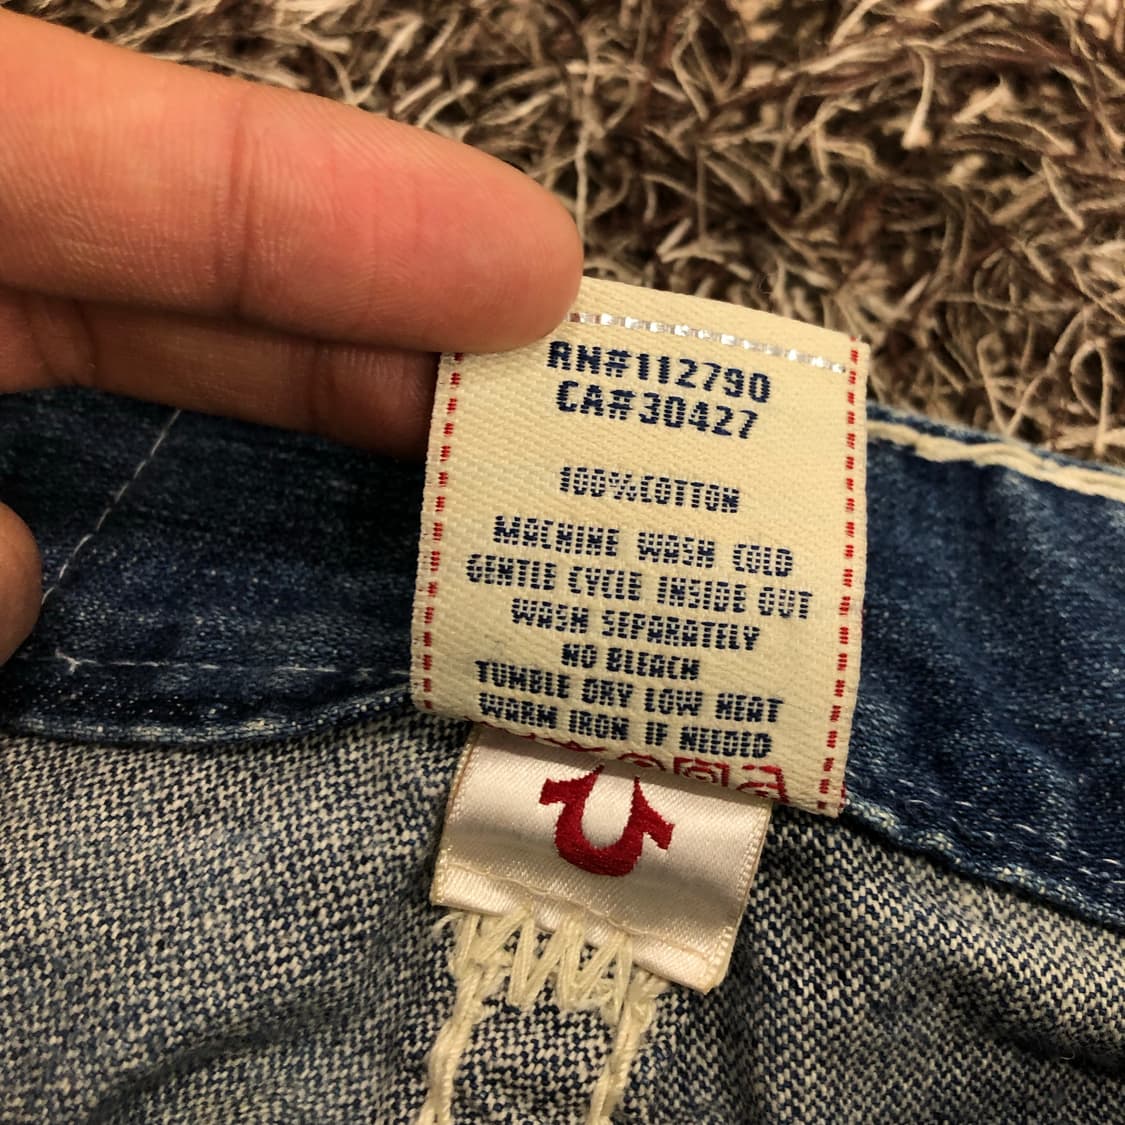 RN#112790
CA#30427
100%COTTON
MACHINE WASH COLD
GENTLE CYCLE INSIDE OUT
WASH SEPARATELY
NO BLEACH
TUMBLE DRY LOW HEAT
WARM IRON IF NEEDED